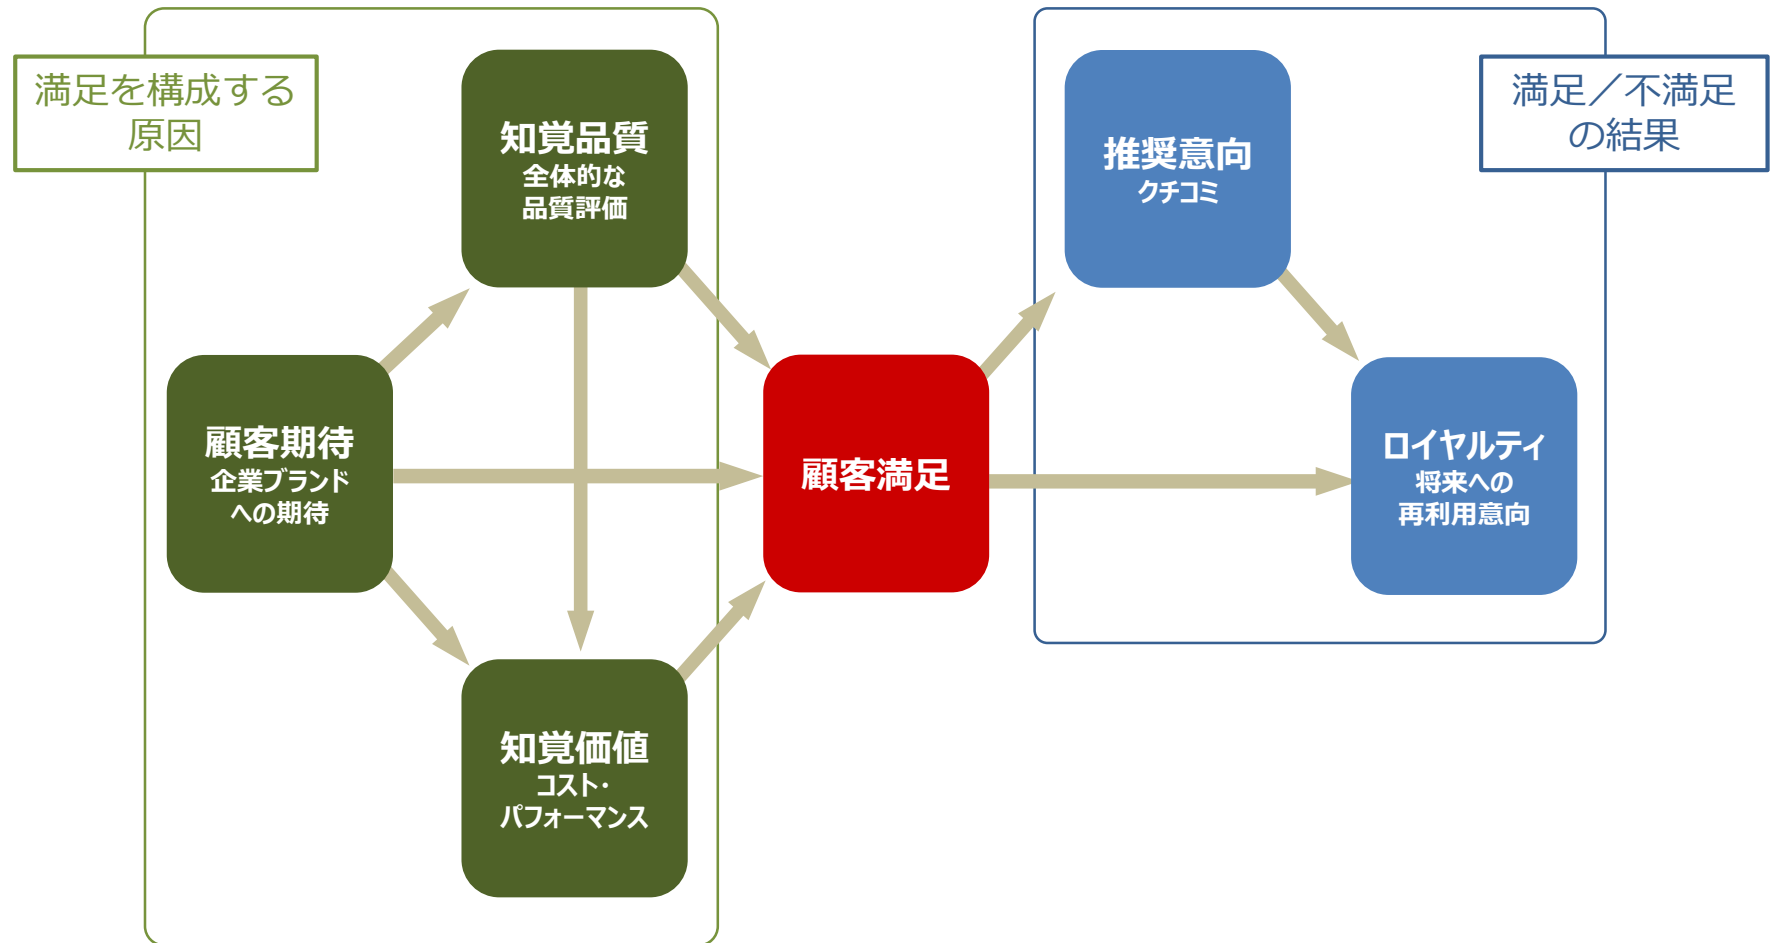 満足を構成する
原因
知覚品質
全体的な
品質評価
顧客期待
企業ブランド
への期待
知覚価値
コスト・
パフォーマンス
顧客満足
推奨意向
クチコミ
ロイヤルティ
将来への
再利用意向
満足／不満足
の結果